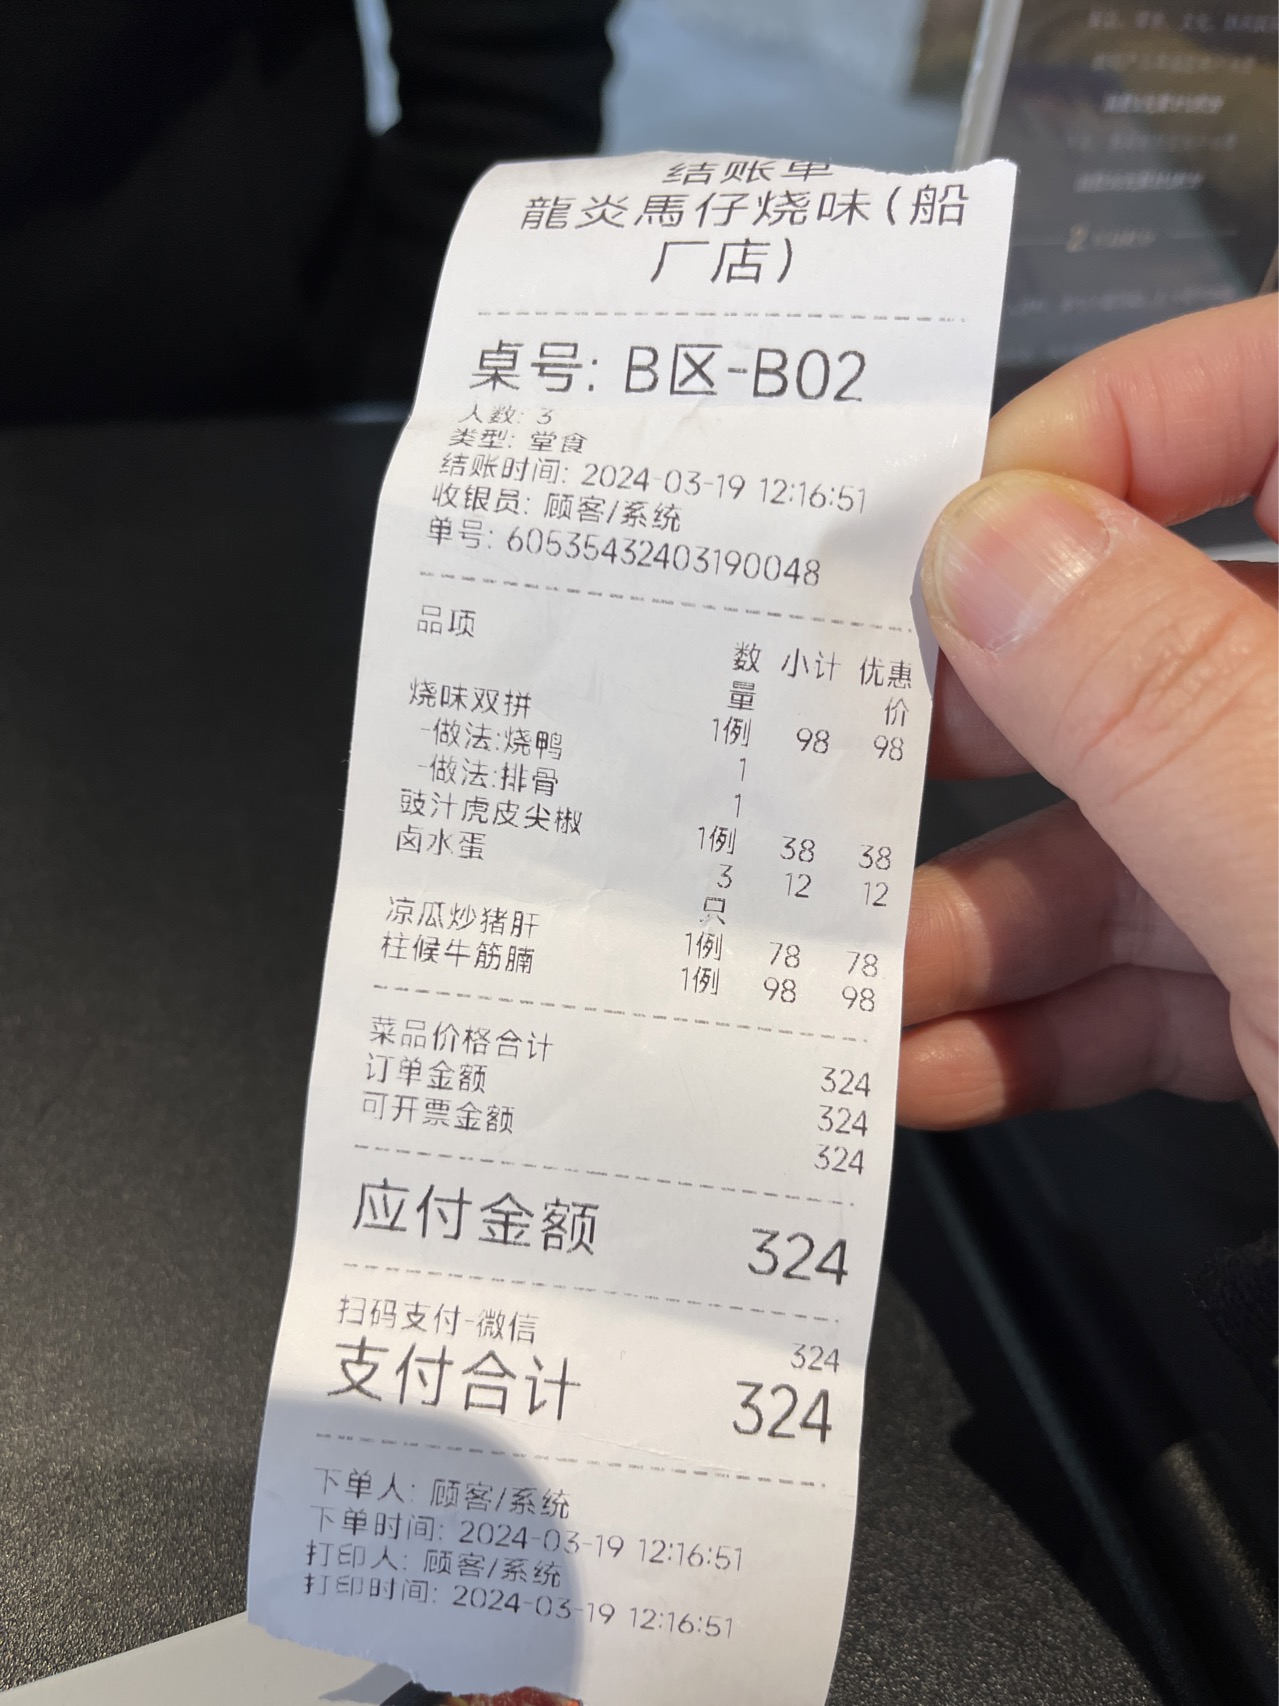 结账单
龍炎馬仔烧味(船
厂店)
桌号: B区-B02
人数: 3
类型: 堂食
结账时间: 2024-03-19 12:16:51
收银员: 顾客/系统
单号: 60535432403190048
品项 数量 小计 优惠价
烧味双拼 1例 98 98
-做法:烧鸭 1
-做法:排骨 1
豉汁虎皮尖椒 1例 38 38
卤水蛋 3只 12 12
凉瓜炒猪肝 1例 78 78
柱候牛筋腩 1例 98 98
菜品价格合计 324
订单金额 324
可开票金额 324
应付金额 324
扫码支付-微信 324
支付合计 324
下单人: 顾客/系统
下单时间: 2024-03-19 12:16:51
打印人: 顾客/系统
打印时间: 2024-03-19 12:16:51